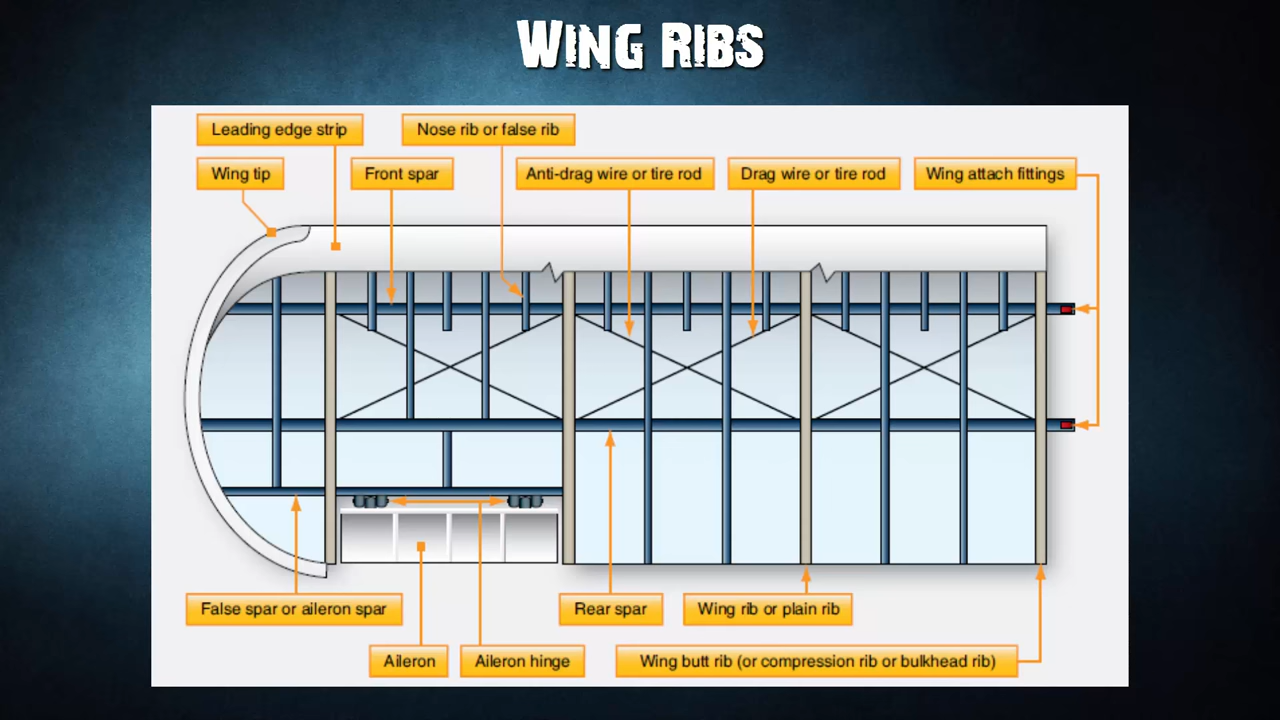 Wing Ribs
Leading edge strip
Nose rib or false rib
Wing tip
Front spar
Anti-drag wire or tire rod
Drag wire or tire rod
Wing attach fittings
False spar or aileron spar
Rear spar
Wing rib or plain rib
Aileron
Aileron hinge
Wing butt rib (or compression rib or bulkhead rib)